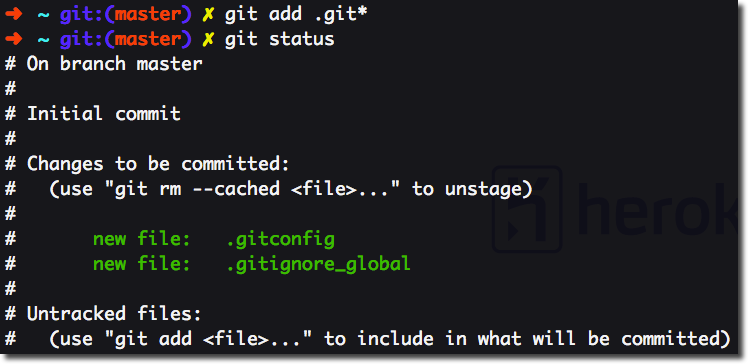 ➜ ~ git:(master) ✗ git add .git*
➜ ~ git:(master) ✗ git status
# On branch master
#
# Initial commit
#
# Changes to be committed:
#   (use "git rm --cached <file>..." to unstage)
#
#       new file:   .gitconfig
#       new file:   .gitignore_global
#
# Untracked files:
#   (use "git add <file>..." to include in what will be committed)
herok